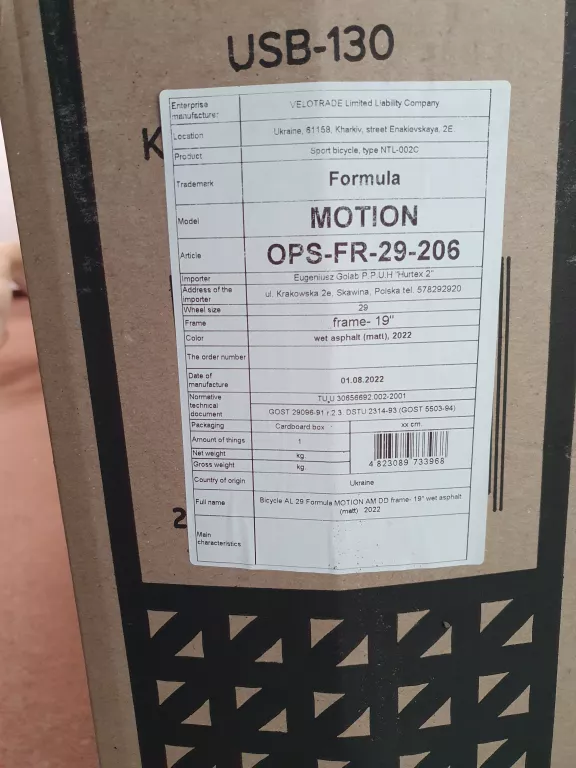 USB-130
K
Enterprise manufacturer VELOTRADE Limited Liability Company
Location Ukraine, 61158, Kharkiv, street Enakievskaya, 2E
Product Sport bicycle, type NTL-002C
Trademark Formula
Model MOTION
Article OPS-FR-29-206
Importer Eugeniusz Golab P.P.U.H "Hurtex 2"
Address of the importer ul. Krakowska 2e, Skawina, Polska tel. 578292920
Wheel size 29
Frame frame- 19"
Color wet asphalt (matt), 2022
The order number
Date of manufacture 01.08.2022
Normative technical document TU U 30656692.002-2001
GOST 29096-91 r.2.3. DSTU 2314-93 (GOST 5503-94)
Packaging Cardboard box xx cm.
Amount of things 1
Net weight kg
Gross weight kg
4 823089 733968
Country of origin Ukraine
Full name Bicycle AL 29 Formula MOTION AM DD frame- 19" wet asphalt
(matt) 2022
2
Main characteristics